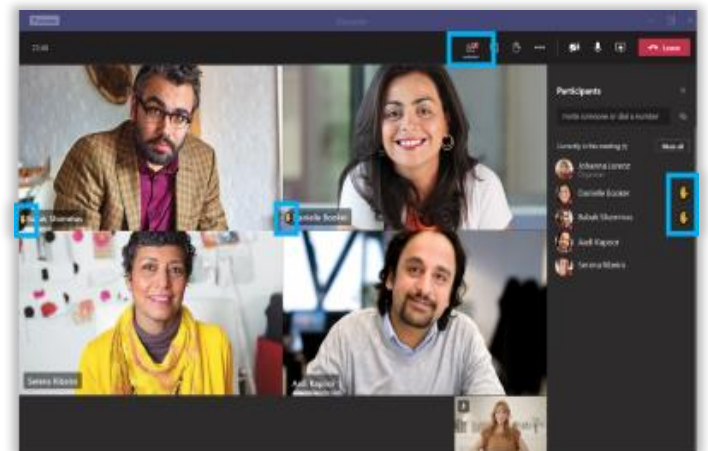 Leave
Participants
Invite someone or dial a number
Currently in this meeting
Mute all
Johanna Lorenz
Organizer
Danielle Booker
Babak Shammas
Aadi Kapoor
Serena Ribeiro
Babak Shammas
Danielle Booker
Serena Ribeiro
Aadi Kapoor